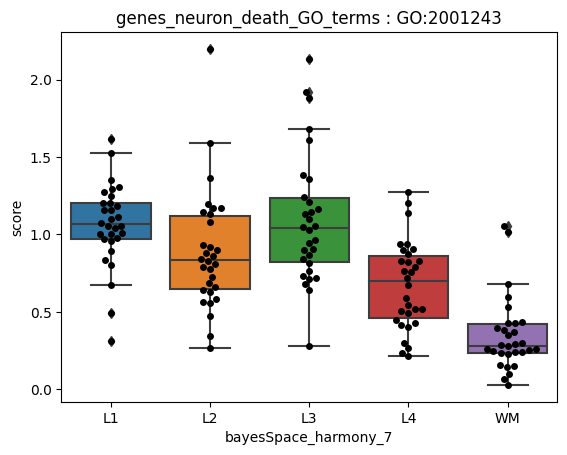 genes_neuron_death_GO_terms : GO:2001243
2.0
1.5
1.0
0.5
0.0
score
L1 L2 L3 L4 WM
bayesSpace_harmony_7